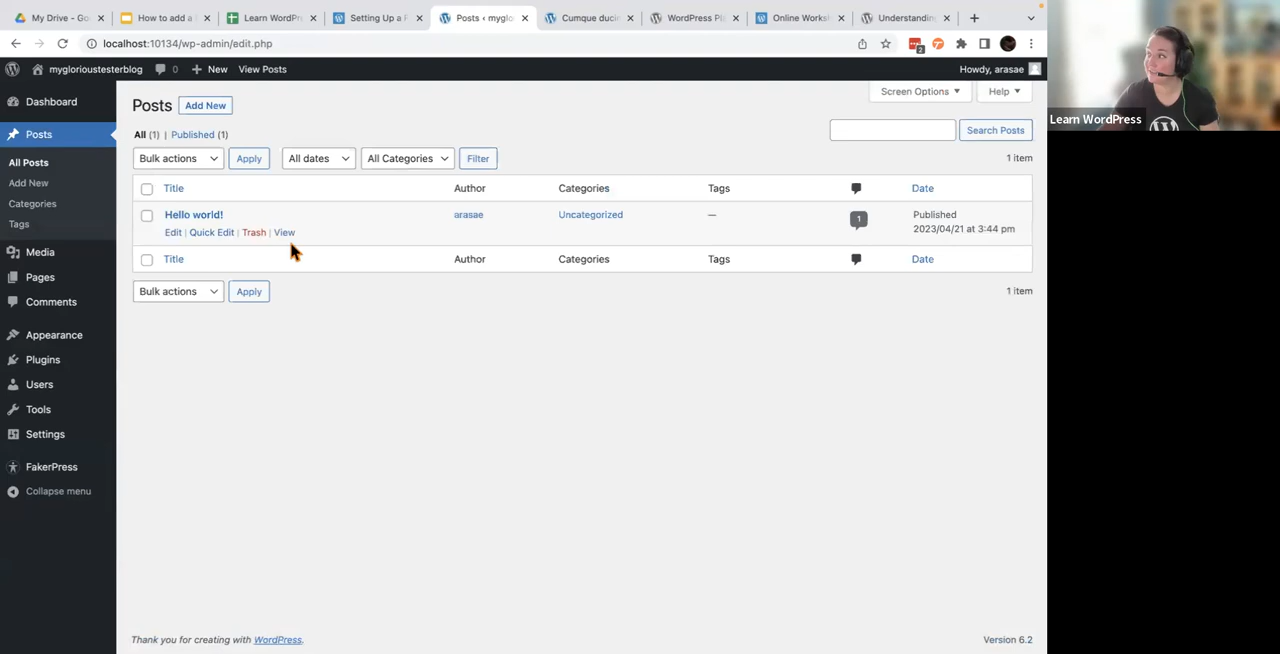 My Drive - Go
How to add a
Learn WordPr
Setting Up a F
Posts ‹ myglo
Cumque duci
WordPress Pl
Online Works
Understandin
localhost:10134/wp-admin/edit.php
2
myglorioustesterblog
0
New
View Posts
Howdy, arasae
Learn WordPress
Dashboard
Posts
All Posts
Add New
Categories
Tags
Media
Pages
Comments
Appearance
Plugins
Users
Tools
Settings
FakerPress
Collapse menu
Posts
Add New
Screen Options
Help
All (1) | Published (1)
Search Posts
Bulk actions
Apply
All dates
All Categories
Filter
1 item
Title
Author
Categories
Tags
Date
Hello world!
arasae
Uncategorized
—
1
Published
2023/04/21 at 3:44 pm
Edit | Quick Edit | Trash | View
Title
Author
Categories
Tags
Date
Bulk actions
Apply
1 item
Thank you for creating with WordPress.
Version 6.2